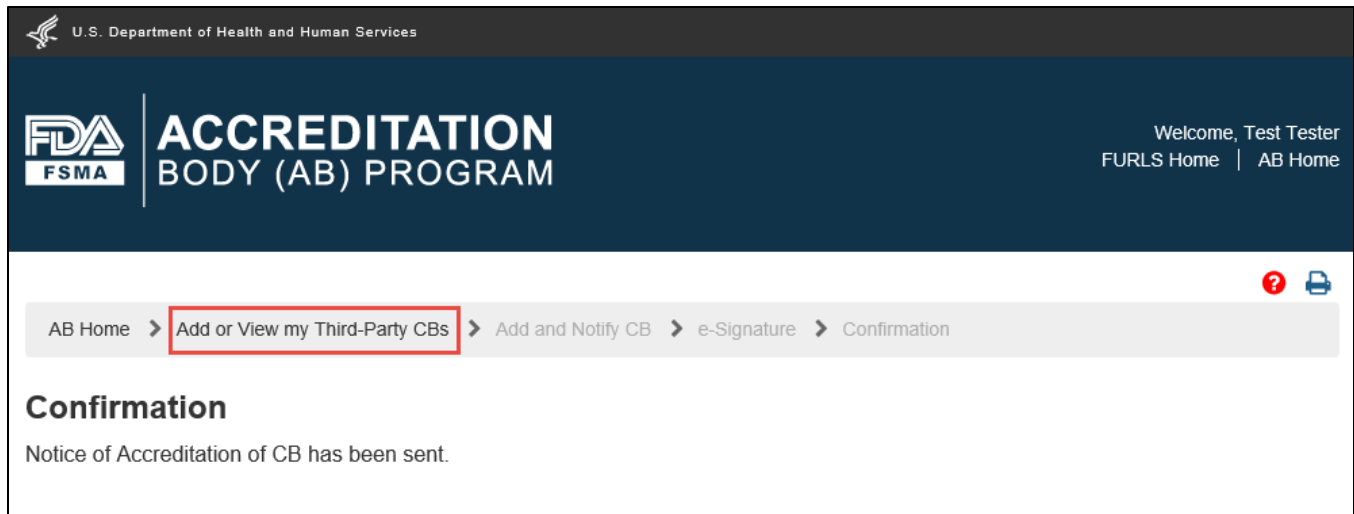 U.S. Department of Health and Human Services
FDA
FSMA
ACCREDITATION
BODY (AB) PROGRAM
Welcome, Test Tester
FURLS Home | AB Home
?
AB Home > Add or View my Third-Party CBs > Add and Notify CB > e-Signature > Confirmation
Confirmation
Notice of Accreditation of CB has been sent.